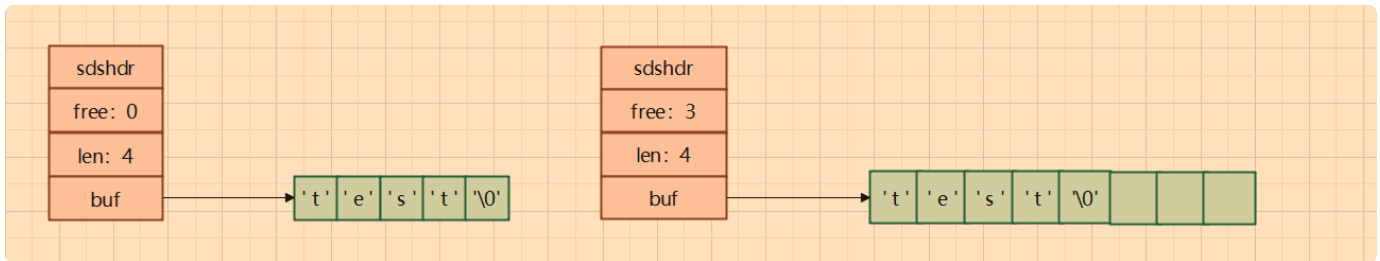 sdshdr
free: 0
len: 4
buf
't' 'e' 's' 't' '\0'
sdshdr
free: 3
len: 4
buf
't' 'e' 's' 't' '\0'